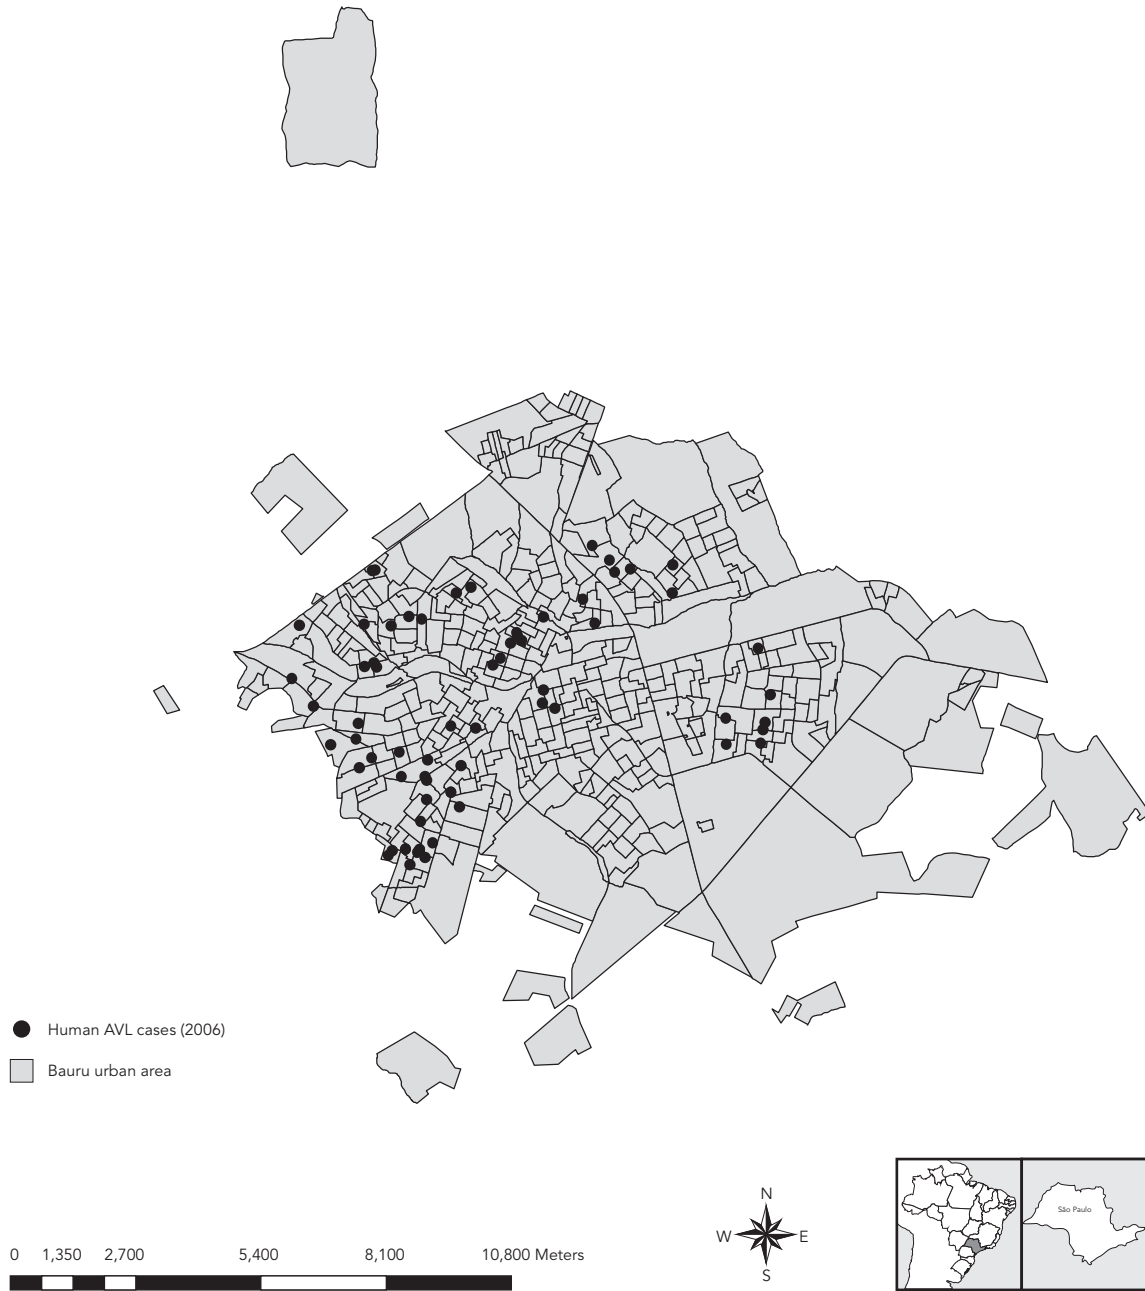 Human AVL cases (2006)
Bauru urban area
0 1,350 2,700 5,400 8,100 10,800 Meters
N
W E
S
São Paulo